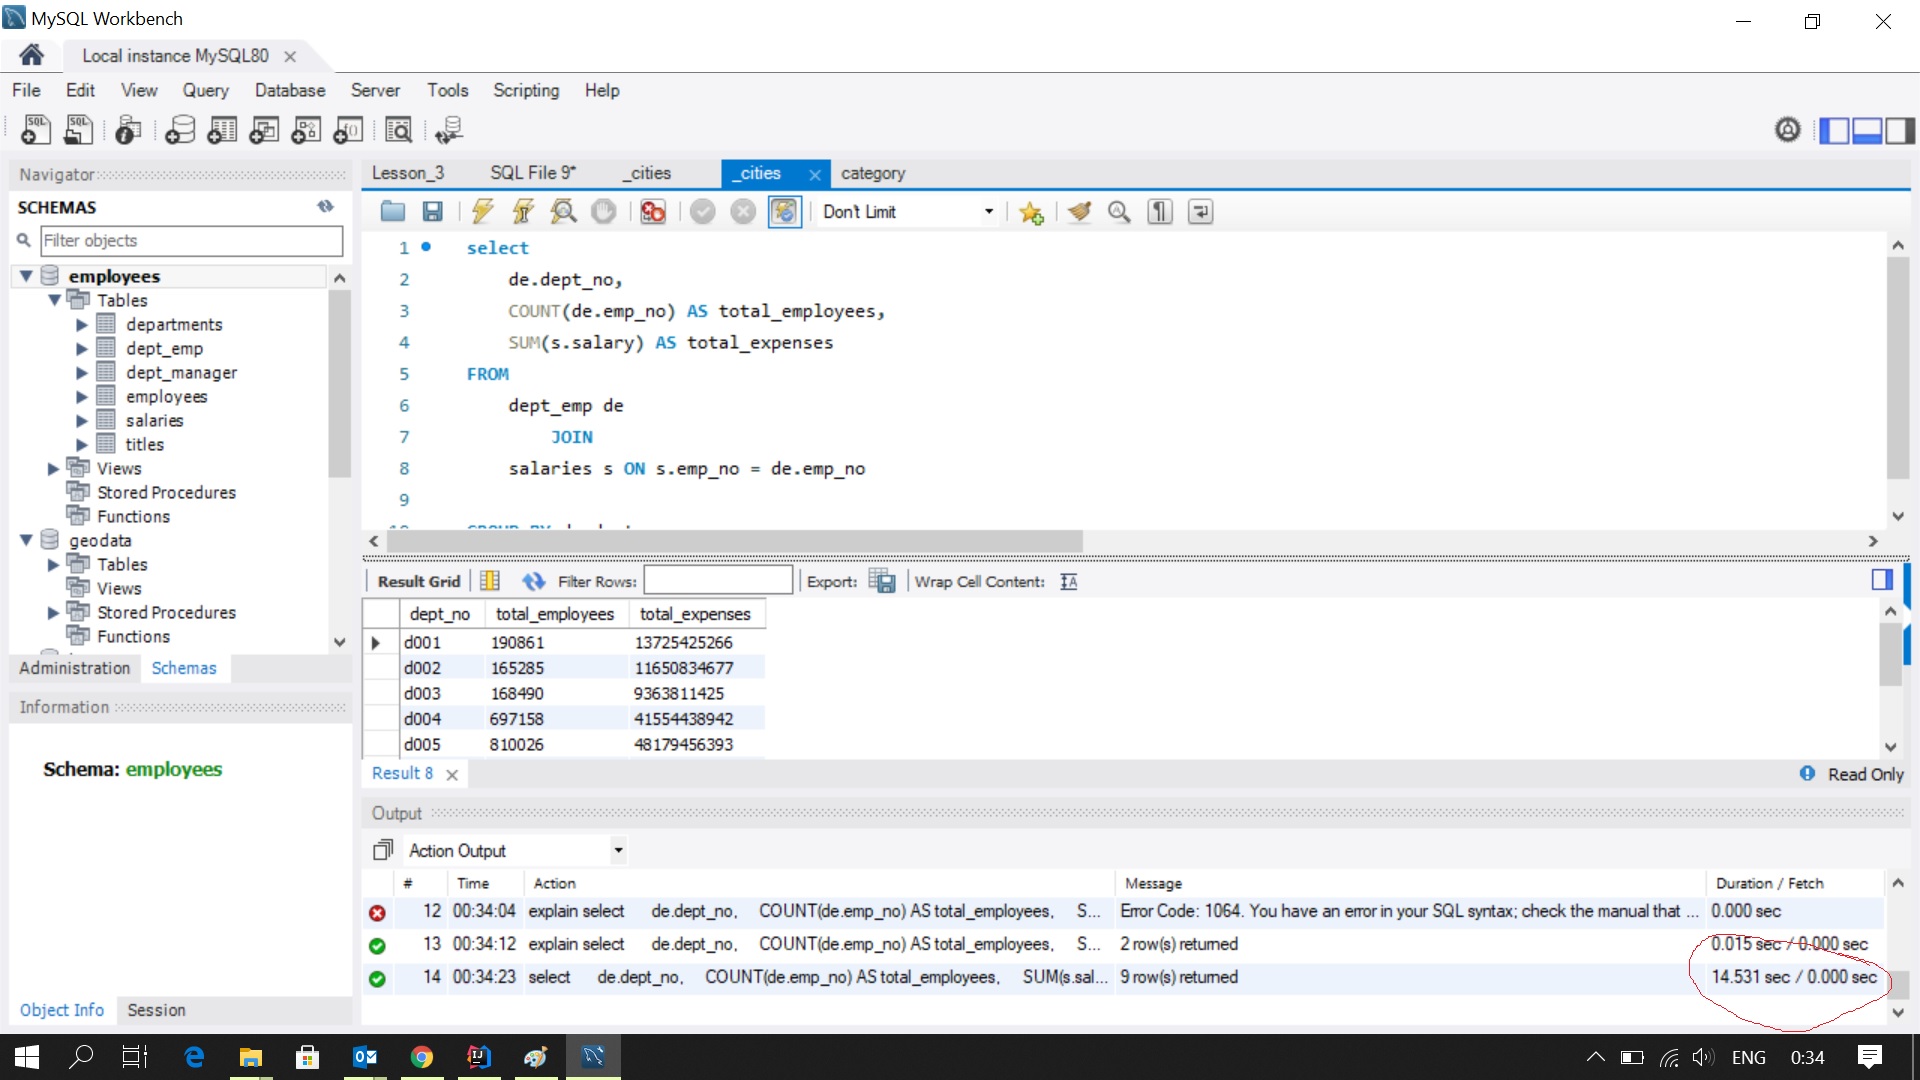 MySQL Workbench
Local instance MySQL80
File Edit View Query Database Server Tools Scripting Help
Navigator
SCHEMAS
Filter objects
employees
Tables
departments
dept_emp
dept_manager
employees
salaries
titles
Views
Stored Procedures
Functions
geodata
Tables
Views
Stored Procedures
Functions
Administration Schemas
Information
Schema: employees
Object Info Session
Lesson_3 SQL File 9* _cities _cities category
Don't Limit
1 select
2 de.dept_no,
3 COUNT(de.emp_no) AS total_employees,
4 SUM(s.salary) AS total_expenses
5 FROM
6 dept_emp de
7 JOIN
8 salaries s ON s.emp_no = de.emp_no
9
Result Grid Filter Rows: Export: Wrap Cell Content:
dept_no total_employees total_expenses
d001 190861 13725425266
d002 165285 11650834677
d003 168490 9363811425
d004 697158 41554438942
d005 810026 48179456393
Result 8 Read Only
Output
Action Output
# Time Action Message Duration / Fetch
12 00:34:04 explain select de.dept_no, COUNT(de.emp_no) AS total_employees, S... Error Code: 1064. You have an error in your SQL syntax; check the manual that ... 0.000 sec
13 00:34:12 explain select de.dept_no, COUNT(de.emp_no) AS total_employees, S... 2 row(s) returned 0.015 sec / 0.000 sec
14 00:34:23 select de.dept_no, COUNT(de.emp_no) AS total_employees, SUM(s.sal... 9 row(s) returned 14.531 sec / 0.000 sec
ENG 0:34